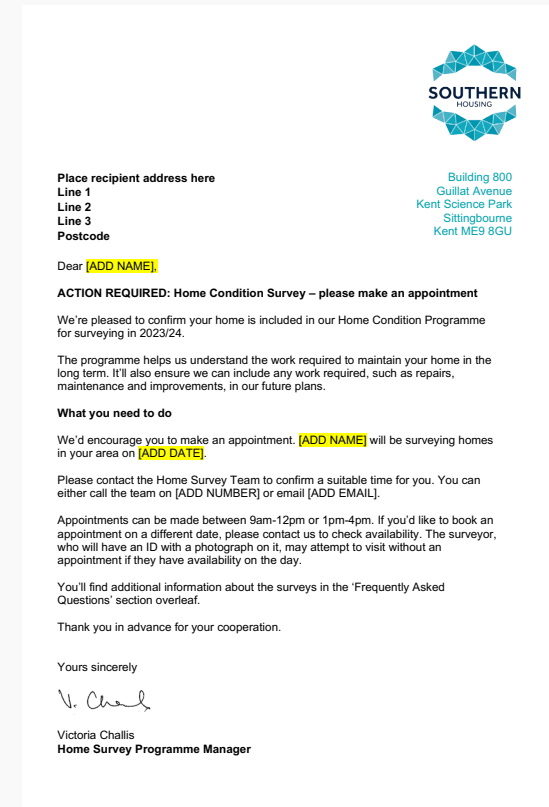 SOUTHERN
HOUSING
Building 800
Guillat Avenue
Kent Science Park
Sittingbourne
Kent ME9 8GU
Place recipient address here
Line 1
Line 2
Line 3
Postcode
Dear [ADD NAME],
ACTION REQUIRED: Home Condition Survey – please make an appointment
We’re pleased to confirm your home is included in our Home Condition Programme
for surveying in 2023/24.
The programme helps us understand the work required to maintain your home in the
long term. It’ll also ensure we can include any work required, such as repairs,
maintenance and improvements, in our future plans.
What you need to do
We’d encourage you to make an appointment. [ADD NAME] will be surveying homes
in your area on [ADD DATE].
Please contact the Home Survey Team to confirm a suitable time for you. You can
either call the team on [ADD NUMBER] or email [ADD EMAIL].
Appointments can be made between 9am-12pm or 1pm-4pm. If you’d like to book an
appointment on a different date, please contact us to check availability. The surveyor,
who will have an ID with a photograph on it, may attempt to visit without an
appointment if they have availability on the day.
You’ll find additional information about the surveys in the ‘Frequently Asked
Questions’ section overleaf.
Thank you in advance for your cooperation.
Yours sincerely
Victoria Challis
Home Survey Programme Manager